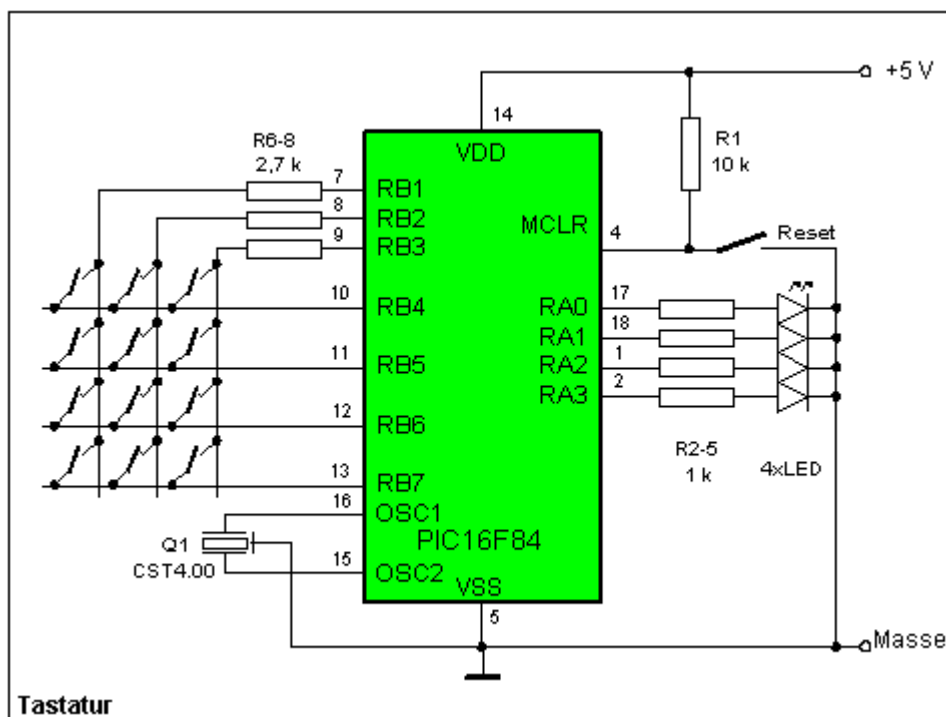 +5 V
14
R6-8
2,7 k
VDD
R1
10 k
7
RB1
8
RB2
9
RB3
MCLR
4
Reset
10
RB4
RA0
17
18
RA1
11
RB5
RA2
1
2
RA3
12
RB6
R2-5
1 k
4xLED
13
RB7
16
OSC1
Q1
CST4.00
PIC16F84
15
OSC2
VSS
5
Masse
Tastatur